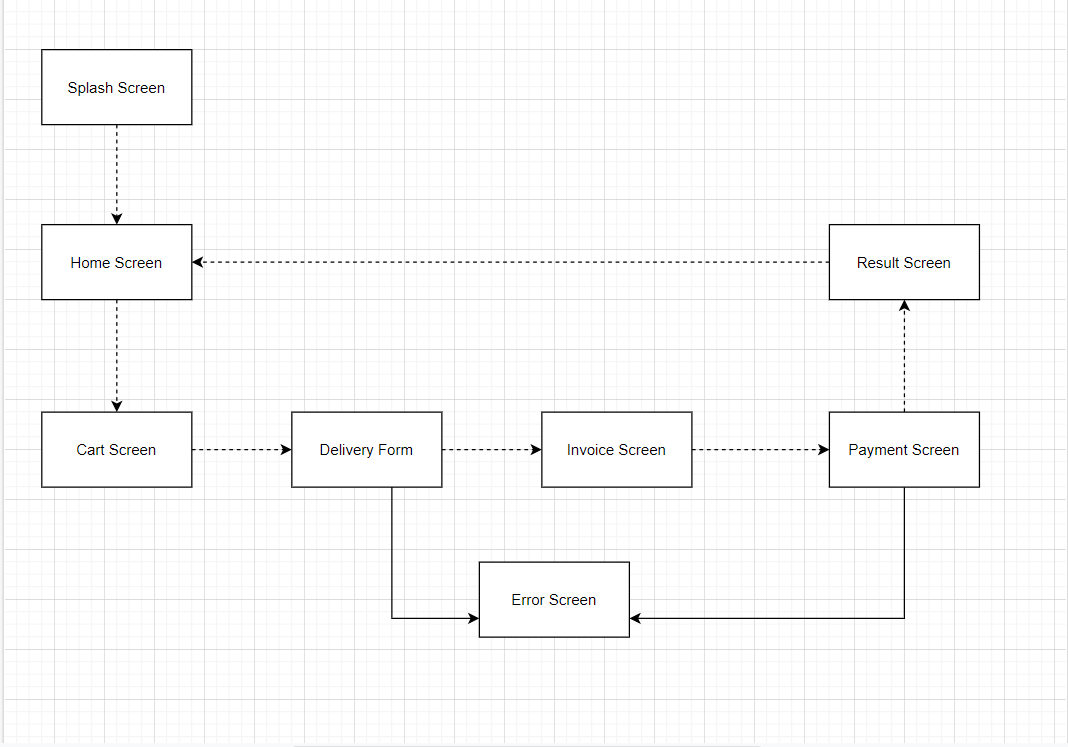 Splash Screen
Home Screen
Result Screen
Cart Screen
Delivery Form
Invoice Screen
Payment Screen
Error Screen